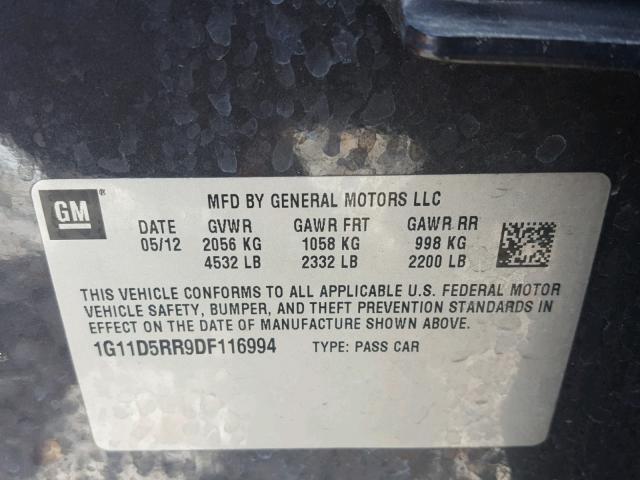 GM ® MFD BY GENERAL MOTORS LLC
DATE GVWR GAWR FRT GAWR RR
05/12 2056 KG 1058 KG 998 KG
4532 LB 2332 LB 2200 LB
THIS VEHICLE CONFORMS TO ALL APPLICABLE U.S. FEDERAL MOTOR
VEHICLE SAFETY, BUMPER, AND THEFT PREVENTION STANDARDS IN
EFFECT ON THE DATE OF MANUFACTURE SHOWN ABOVE.
1G11D5RR9DF116994 TYPE: PASS CAR